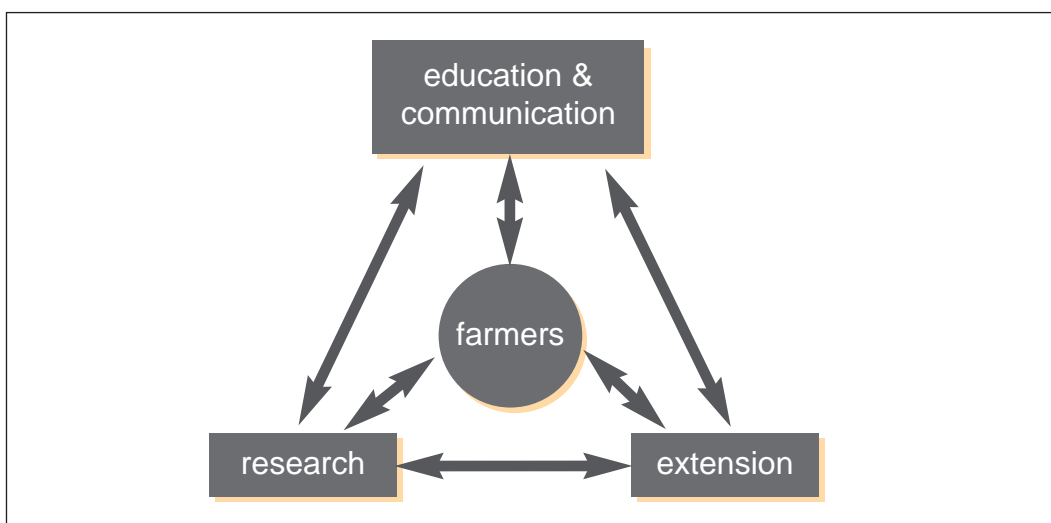 education &
communication
farmers
research
extension